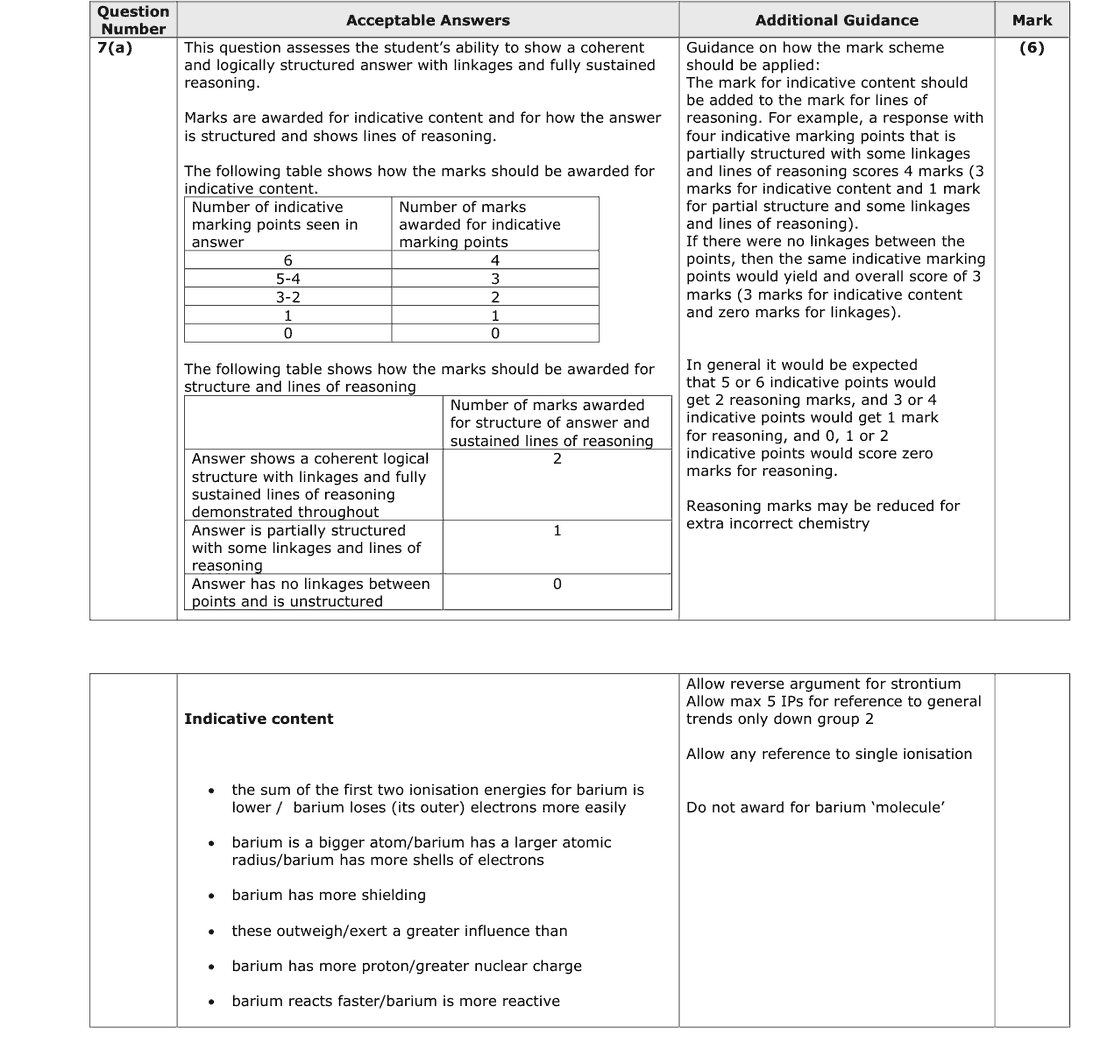 Question Number
Acceptable Answers
Additional Guidance
Mark
7(a)
This question assesses the student’s ability to show a coherent
and logically structured answer with linkages and fully sustained
reasoning.
Marks are awarded for indicative content and for how the answer
is structured and shows lines of reasoning.
The following table shows how the marks should be awarded for
indicative content.
Number of indicative
marking points seen in
answer
Number of marks
awarded for indicative
marking points
6
4
5-4
3
3-2
2
1
1
0
0
The following table shows how the marks should be awarded for
structure and lines of reasoning
Number of marks awarded
for structure of answer and
sustained lines of reasoning
Answer shows a coherent logical
structure with linkages and fully
sustained lines of reasoning
demonstrated throughout
2
Answer is partially structured
with some linkages and lines of
reasoning
1
Answer has no linkages between
points and is unstructured
0
Guidance on how the mark scheme
should be applied:
The mark for indicative content should
be added to the mark for lines of
reasoning. For example, a response with
four indicative marking points that is
partially structured with some linkages
and lines of reasoning scores 4 marks (3
marks for indicative content and 1 mark
for partial structure and some linkages
and lines of reasoning).
If there were no linkages between the
points, then the same indicative marking
points would yield and overall score of 3
marks (3 marks for indicative content
and zero marks for linkages).
In general it would be expected
that 5 or 6 indicative points would
get 2 reasoning marks, and 3 or 4
indicative points would get 1 mark
for reasoning, and 0, 1 or 2
indicative points would score zero
marks for reasoning.
Reasoning marks may be reduced for
extra incorrect chemistry
(6)
Indicative content
• the sum of the first two ionisation energies for barium is
lower / barium loses (its outer) electrons more easily
• barium is a bigger atom/barium has a larger atomic
radius/barium has more shells of electrons
• barium has more shielding
• these outweigh/exert a greater influence than
• barium has more proton/greater nuclear charge
• barium reacts faster/barium is more reactive
Allow reverse argument for strontium
Allow max 5 IPs for reference to general
trends only down group 2
Allow any reference to single ionisation
Do not award for barium ‘molecule’